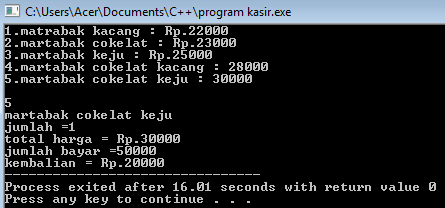 C:\Users\Acer\Documents\C++\program kasir.exe
1.matrabak kacang : Rp.22000
2.martabak cokelat : Rp.23000
3.martabak keju : Rp.25000
4.martabak cokelat kacang : 28000
5.martabak cokelat keju : 30000
5
martabak cokelat keju
jumlah =1
total harga = Rp.30000
jumlah bayar =50000
kembalian = Rp.20000
--------------------------------
Process exited after 16.01 seconds with return value 0
Press any key to continue . . .